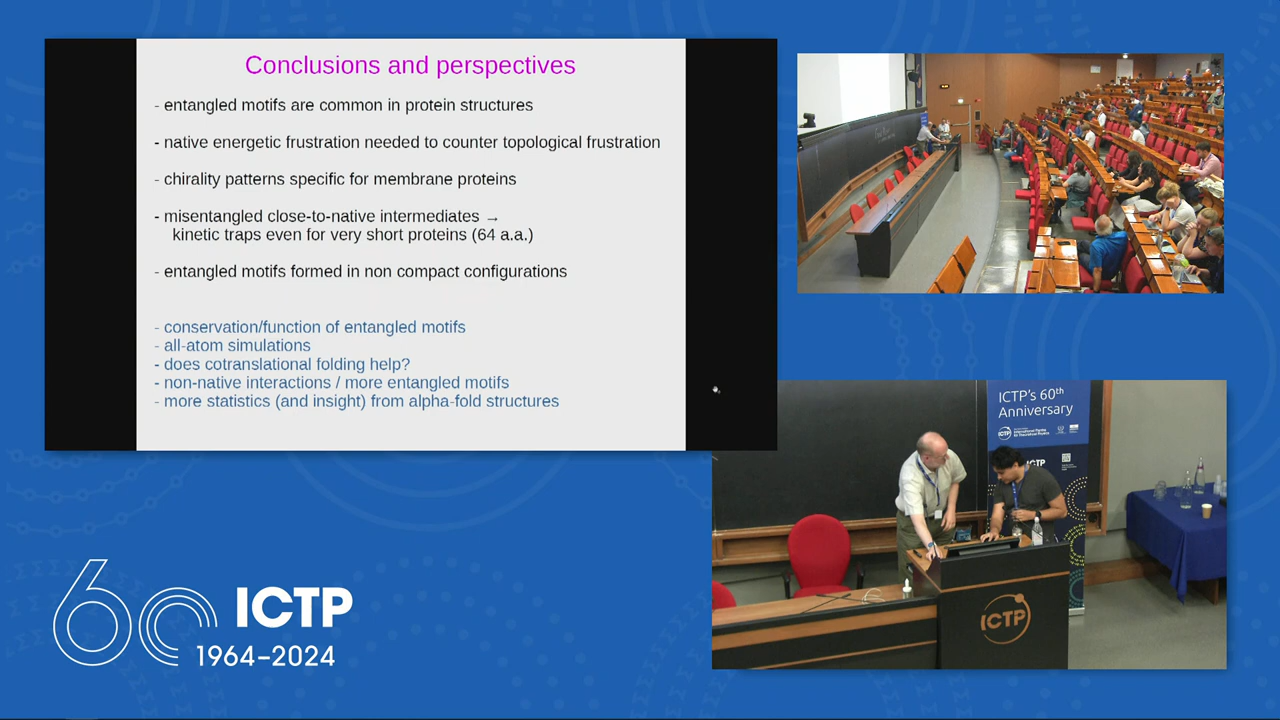 Conclusions and perspectives
- entangled motifs are common in protein structures
- native energetic frustration needed to counter topological frustration
- chirality patterns specific for membrane proteins
- misentangled close-to-native intermediates →
kinetic traps even for very short proteins (64 a.a.)
- entangled motifs formed in non compact configurations
- conservation/function of entangled motifs
- all-atom simulations
- does cotranslational folding help?
- non-native interactions / more entangled motifs
- more statistics (and insight) from alpha-fold structures
ICTP's 60th
Anniversary
ICTP
ICTP
ICTP
60 ICTP
1964–2024